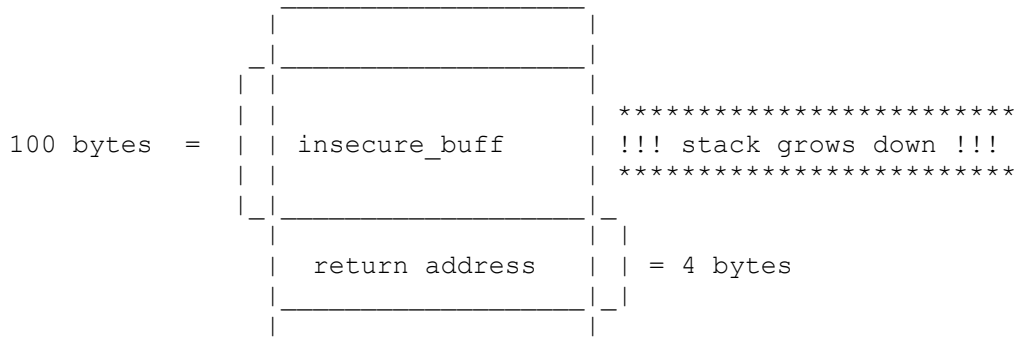 **************************
100 bytes = insecure_buff !!! stack grows down !!!
**************************
return address = 4 bytes